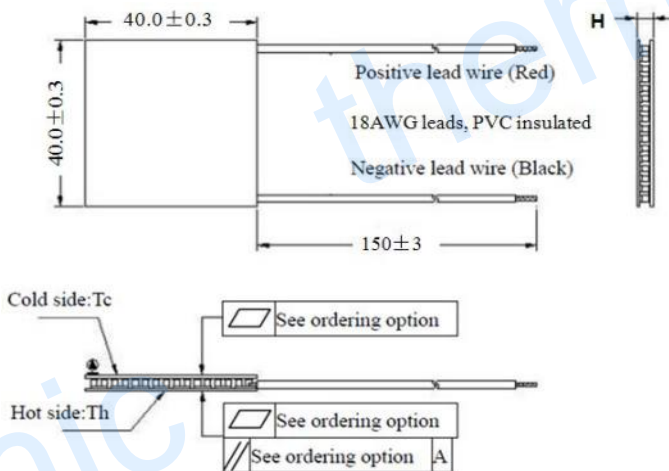 40.0±0.3
H
40.0±0.3
Positive lead wire (Red)
18AWG leads, PVC insulated
Negative lead wire (Black)
150±3
Cold side:Tc
See ordering option
A
Hot side:Th
See ordering option
See ordering option A